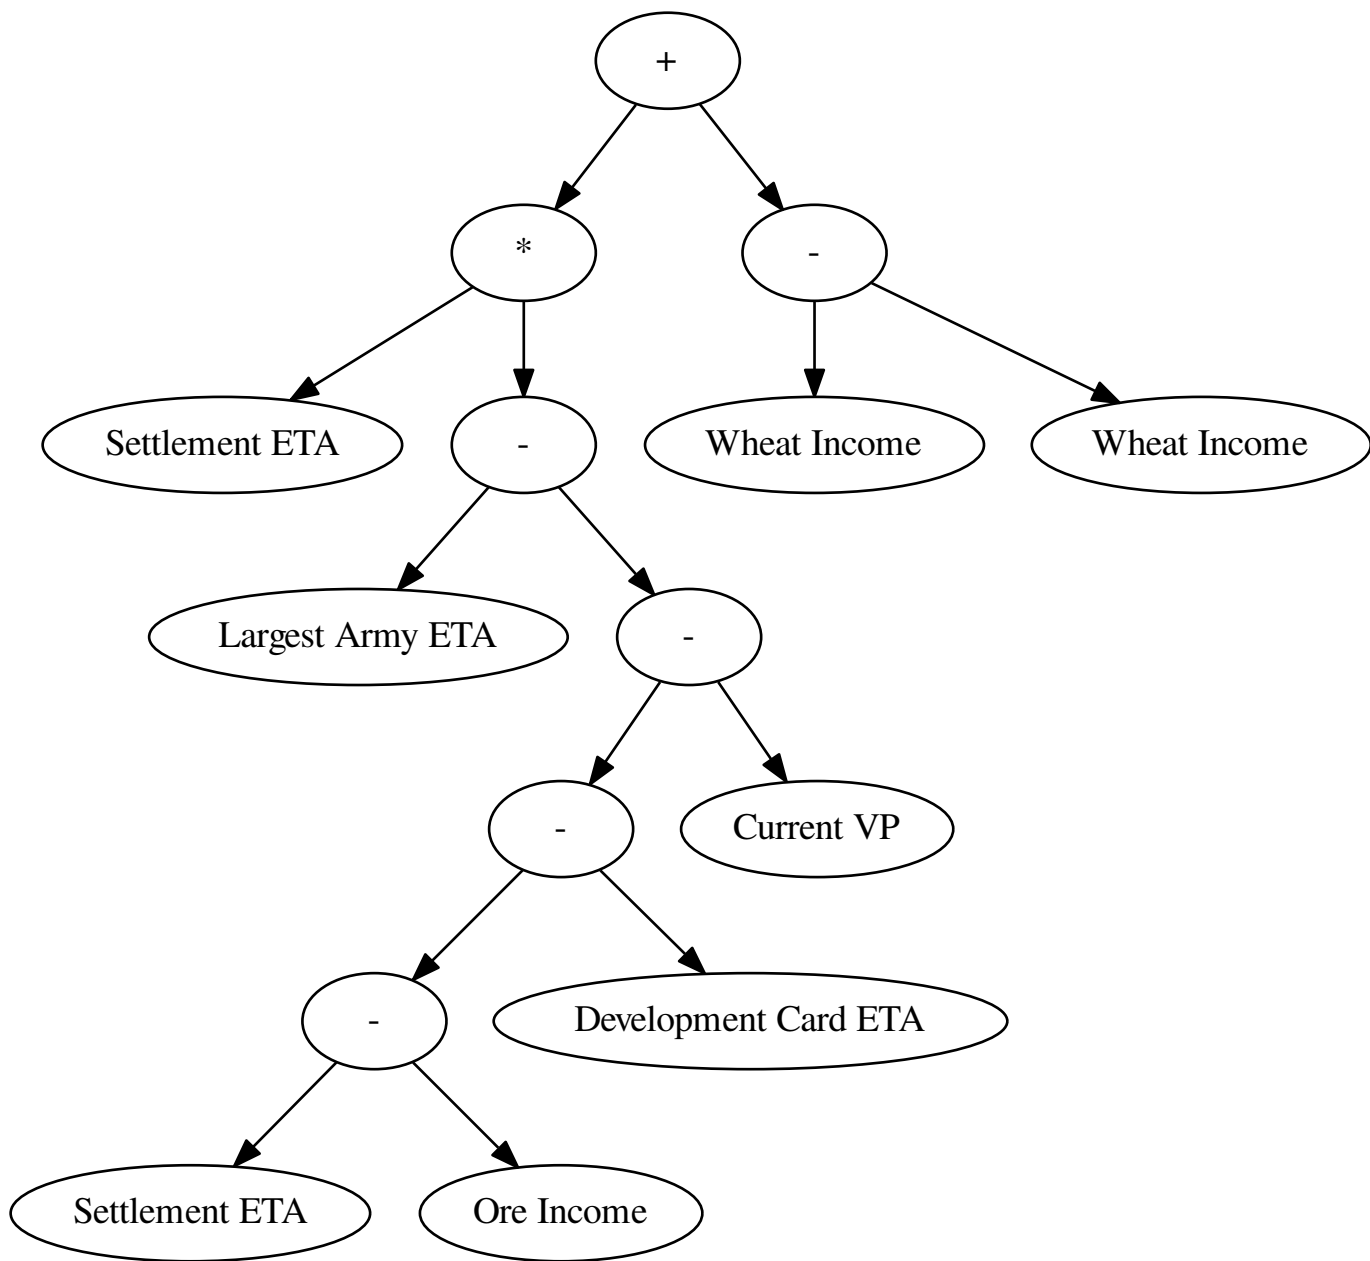 +
*
-
Settlement ETA
-
Wheat Income
Wheat Income
Largest Army ETA
-
-
Current VP
-
Development Card ETA
Settlement ETA
Ore Income